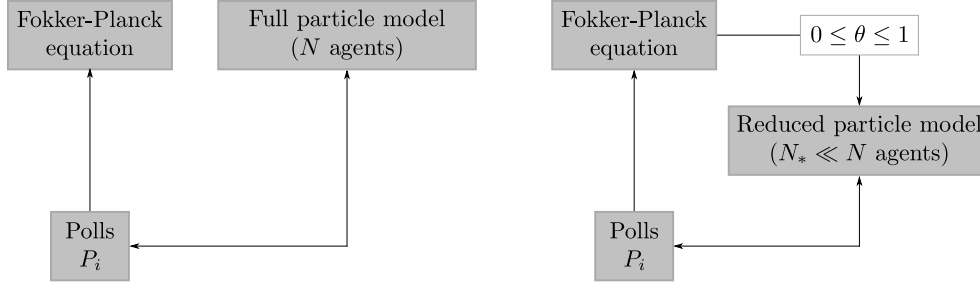 Fokker-Planck
equation
Full particle model
(N agents)
Polls
P_i
Fokker-Planck
equation
0 ≤ θ ≤ 1
Reduced particle model
(N_* ≪ N agents)
Polls
P_i